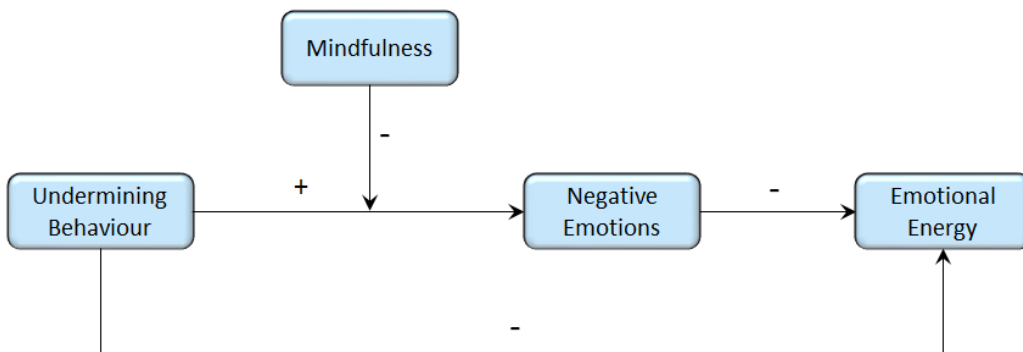 Mindfulness
-
+
Undermining
Behaviour
Negative
Emotions
-
Emotional
Energy
-